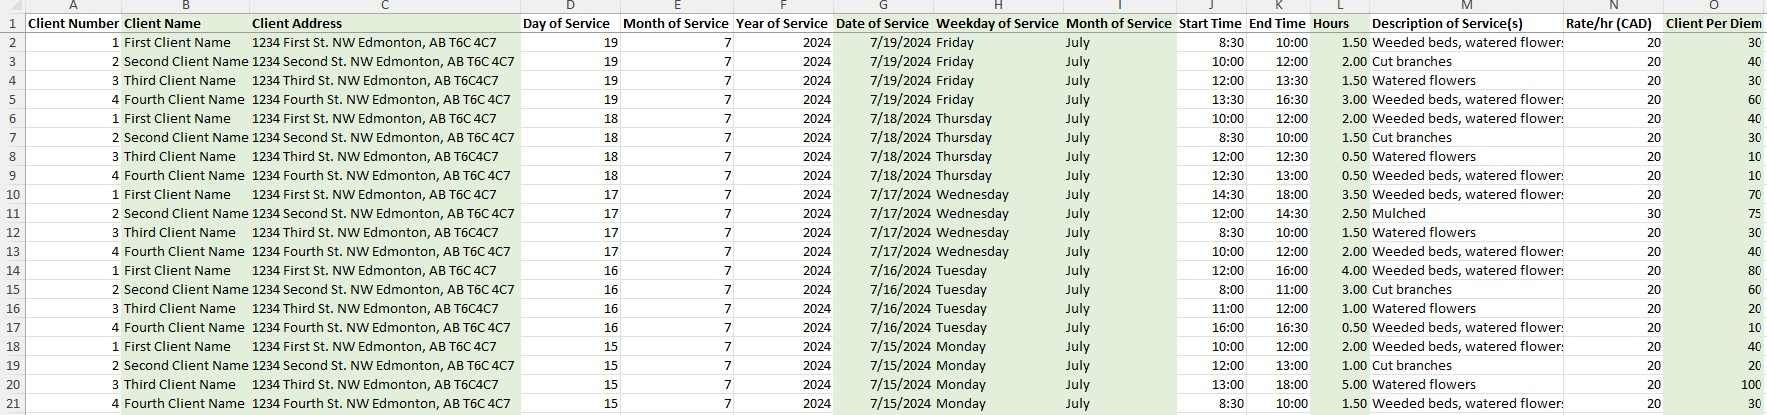 A B C D E F G H I J K L M N O
1 Client Number Client Name Client Address Day of Service Month of Service Year of Service Date of Service Weekday of Service Month of Service Start Time End Time Hours Description of Service(s) Rate/hr (CAD) Client Per Diem
2 1 First Client Name 1234 First St. NW Edmonton, AB T6C 4C7 19 7 2024 7/19/2024 Friday July 8:30 10:00 1.50 Weeded beds, watered flowers 20 30
3 2 Second Client Name 1234 Second St. NW Edmonton, AB T6C 4C7 19 7 2024 7/19/2024 Friday July 10:00 12:00 2.00 Cut branches 20 40
4 3 Third Client Name 1234 Third St. NW Edmonton, AB T6C 4C7 19 7 2024 7/19/2024 Friday July 12:00 13:30 1.50 Watered flowers 20 30
5 4 Fourth Client Name 1234 Fourth St. NW Edmonton, AB T6C 4C7 19 7 2024 7/19/2024 Friday July 13:30 16:30 3.00 Weeded beds, watered flowers 20 60
6 1 First Client Name 1234 First St. NW Edmonton, AB T6C 4C7 18 7 2024 7/18/2024 Thursday July 10:00 12:00 2.00 Weeded beds, watered flowers 20 40
7 2 Second Client Name 1234 Second St. NW Edmonton, AB T6C 4C7 18 7 2024 7/18/2024 Thursday July 8:30 10:00 1.50 Cut branches 20 30
8 3 Third Client Name 1234 Third St. NW Edmonton, AB T6C4C7 18 7 2024 7/18/2024 Thursday July 12:00 12:30 0.50 Watered flowers 20 10
9 4 Fourth Client Name 1234 Fourth St. NW Edmonton, AB T6C 4C7 18 7 2024 7/18/2024 Thursday July 12:30 13:00 0.50 Weeded beds, watered flowers 20 10
10 1 First Client Name 1234 First St. NW Edmonton, AB T6C 4C7 17 7 2024 7/17/2024 Wednesday July 14:30 18:00 3.50 Weeded beds, watered flowers 20 70
11 2 Second Client Name 1234 Second St. NW Edmonton, AB T6C 4C7 17 7 2024 7/17/2024 Wednesday July 12:00 14:30 2.50 Mulched 30 75
12 3 Third Client Name 1234 Third St. NW Edmonton, AB T6C4C7 17 7 2024 7/17/2024 Wednesday July 8:30 10:00 1.50 Watered flowers 20 30
13 4 Fourth Client Name 1234 Fourth St. NW Edmonton, AB T6C 4C7 17 7 2024 7/17/2024 Wednesday July 10:00 12:00 2.00 Weeded beds, watered flowers 20 40
14 1 First Client Name 1234 First St. NW Edmonton, AB T6C 4C7 16 7 2024 7/16/2024 Tuesday July 12:00 16:00 4.00 Weeded beds, watered flowers 20 80
15 2 Second Client Name 1234 Second St. NW Edmonton, AB T6C 4C7 16 7 2024 7/16/2024 Tuesday July 8:00 11:00 3.00 Cut branches 20 60
16 3 Third Client Name 1234 Third St. NW Edmonton, AB T6C4C7 16 7 2024 7/16/2024 Tuesday July 11:00 12:00 1.00 Watered flowers 20 20
17 4 Fourth Client Name 1234 Fourth St. NW Edmonton, AB T6C 4C7 16 7 2024 7/16/2024 Tuesday July 16:00 16:30 0.50 Weeded beds, watered flowers 20 10
18 1 First Client Name 1234 First St. NW Edmonton, AB T6C 4C7 15 7 2024 7/15/2024 Monday July 10:00 12:00 2.00 Weeded beds, watered flowers 20 40
19 2 Second Client Name 1234 Second St. NW Edmonton, AB T6C 4C7 15 7 2024 7/15/2024 Monday July 12:00 13:00 1.00 Cut branches 20 20
20 3 Third Client Name 1234 Third St. NW Edmonton, AB T6C4C7 15 7 2024 7/15/2024 Monday July 13:00 18:00 5.00 Watered flowers 20 100
21 4 Fourth Client Name 1234 Fourth St. NW Edmonton, AB T6C 4C7 15 7 2024 7/15/2024 Monday July 8:30 10:00 1.50 Weeded beds, watered flowers 20 30